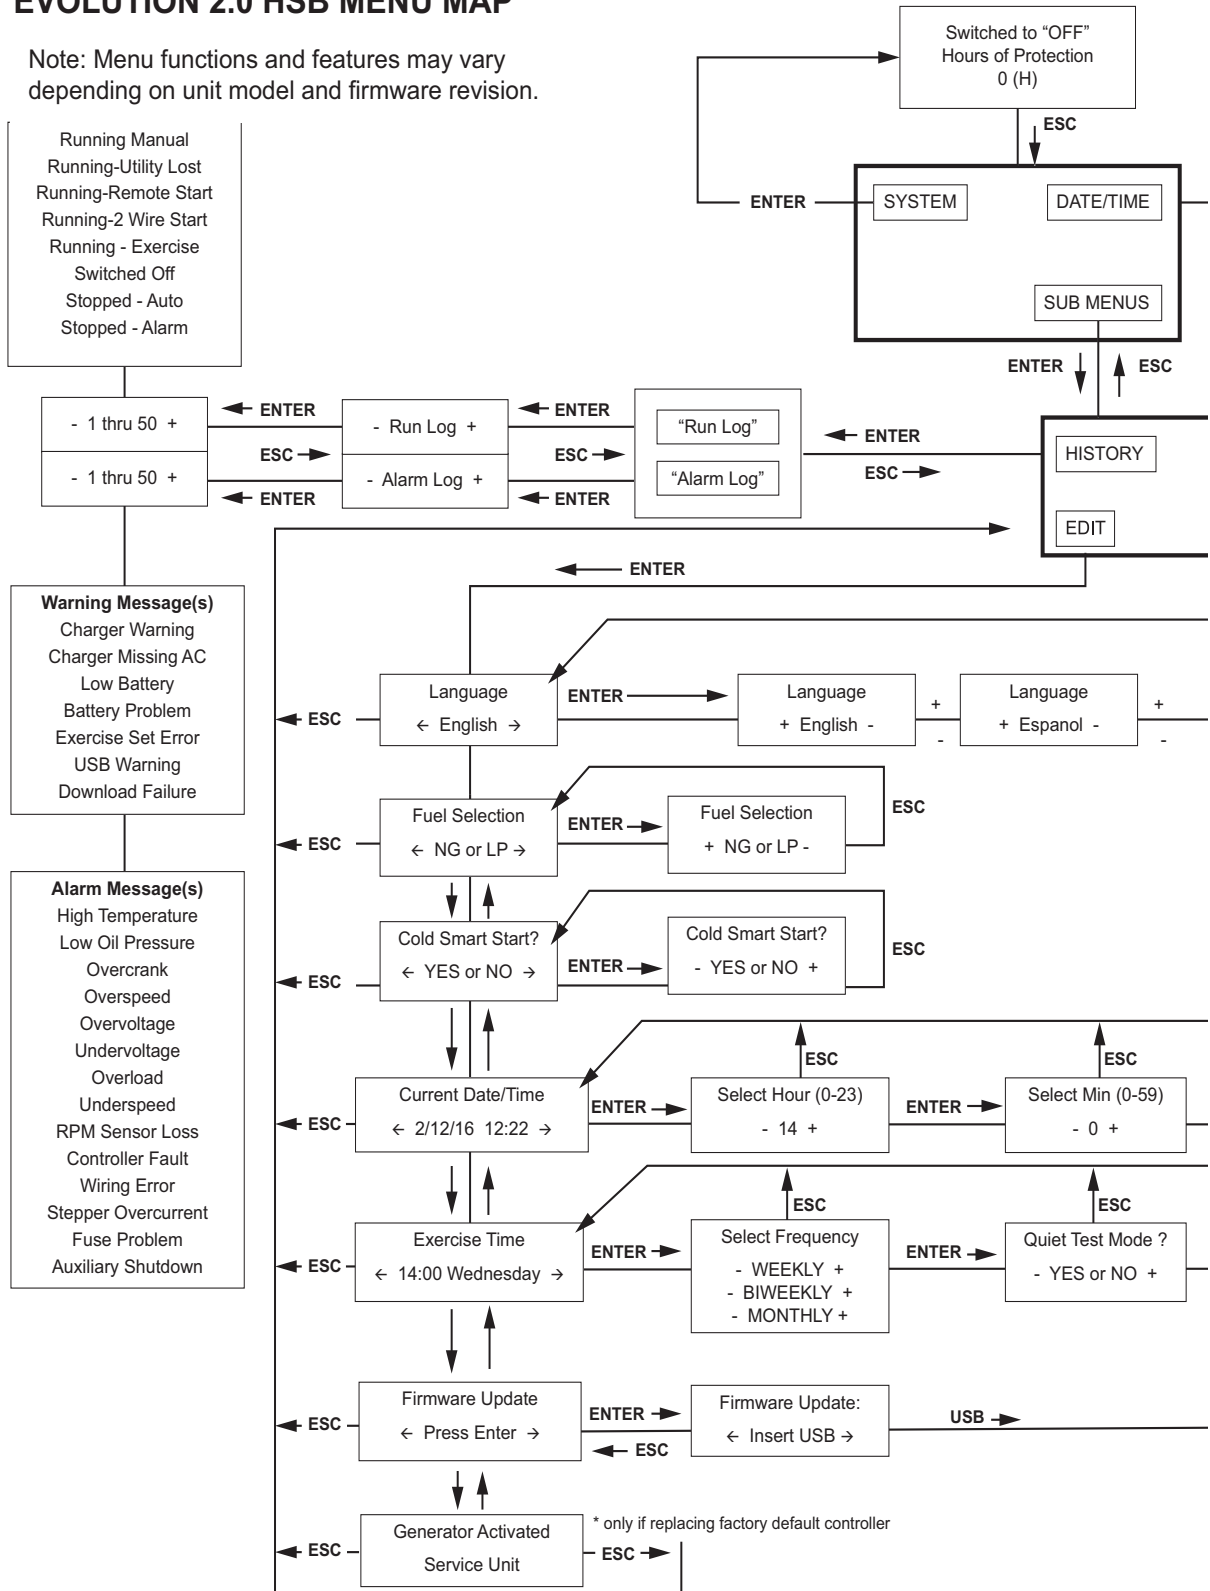 EVOLUTION 2.0 HSB MENU MAP
Note: Menu functions and features may vary
depending on unit model and firmware revision.
Switched to “OFF”
Hours of Protection
0 (H)
ESC
ENTER
SYSTEM
DATE/TIME
SUB MENUS
ENTER
ESC
Running Manual
Running-Utility Lost
Running-Remote Start
Running-2 Wire Start
Running - Exercise
Switched Off
Stopped - Auto
Stopped - Alarm
- 1 thru 50 +
- 1 thru 50 +
ENTER
ESC
ENTER
- Run Log +
- Alarm Log +
ENTER
ESC
ENTER
“Run Log”
“Alarm Log”
ENTER
ESC
HISTORY
EDIT
ENTER
Warning Message(s)
Charger Warning
Charger Missing AC
Low Battery
Battery Problem
Exercise Set Error
USB Warning
Download Failure
Alarm Message(s)
High Temperature
Low Oil Pressure
Overcrank
Overspeed
Overvoltage
Undervoltage
Overload
Underspeed
RPM Sensor Loss
Controller Fault
Wiring Error
Stepper Overcurrent
Fuse Problem
Auxiliary Shutdown
ESC
Language
← English →
ENTER
Language
+ English -
+
-
Language
+ Espanol -
+
-
ESC
Fuel Selection
← NG or LP →
ENTER
Fuel Selection
+ NG or LP -
ESC
ESC
Cold Smart Start?
← YES or NO →
ENTER
Cold Smart Start?
- YES or NO +
ESC
ESC
Current Date/Time
← 2/12/16 12:22 →
ENTER
Select Hour (0-23)
- 14 +
ESC
ENTER
Select Min (0-59)
- 0 +
ESC
ESC
Exercise Time
← 14:00 Wednesday →
ENTER
Select Frequency
- WEEKLY +
- BIWEEKLY +
- MONTHLY +
ESC
ENTER
Quiet Test Mode ?
- YES or NO +
ESC
ESC
Firmware Update
← Press Enter →
ENTER
ESC
Firmware Update:
← Insert USB →
USB
ESC
Generator Activated
Service Unit
ESC
* only if replacing factory default controller